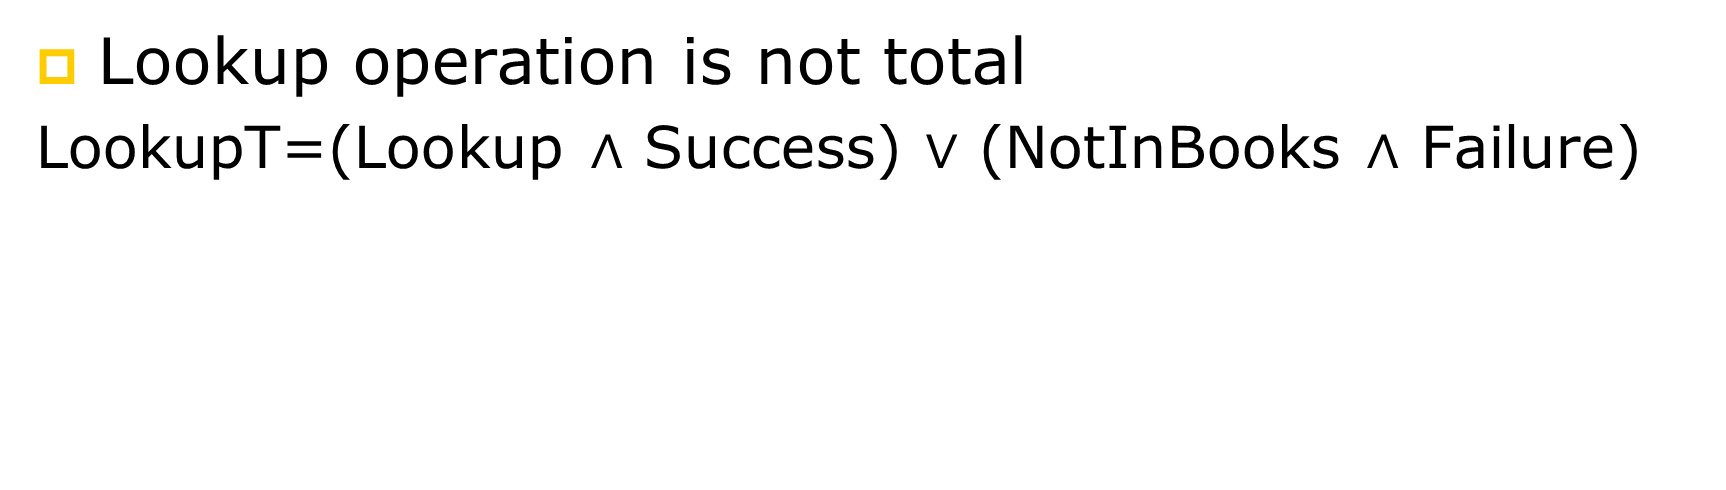 Lookup operation is not total
LookupT=(Lookup ∧ Success) ∨ (NotInBooks ∧ Failure)